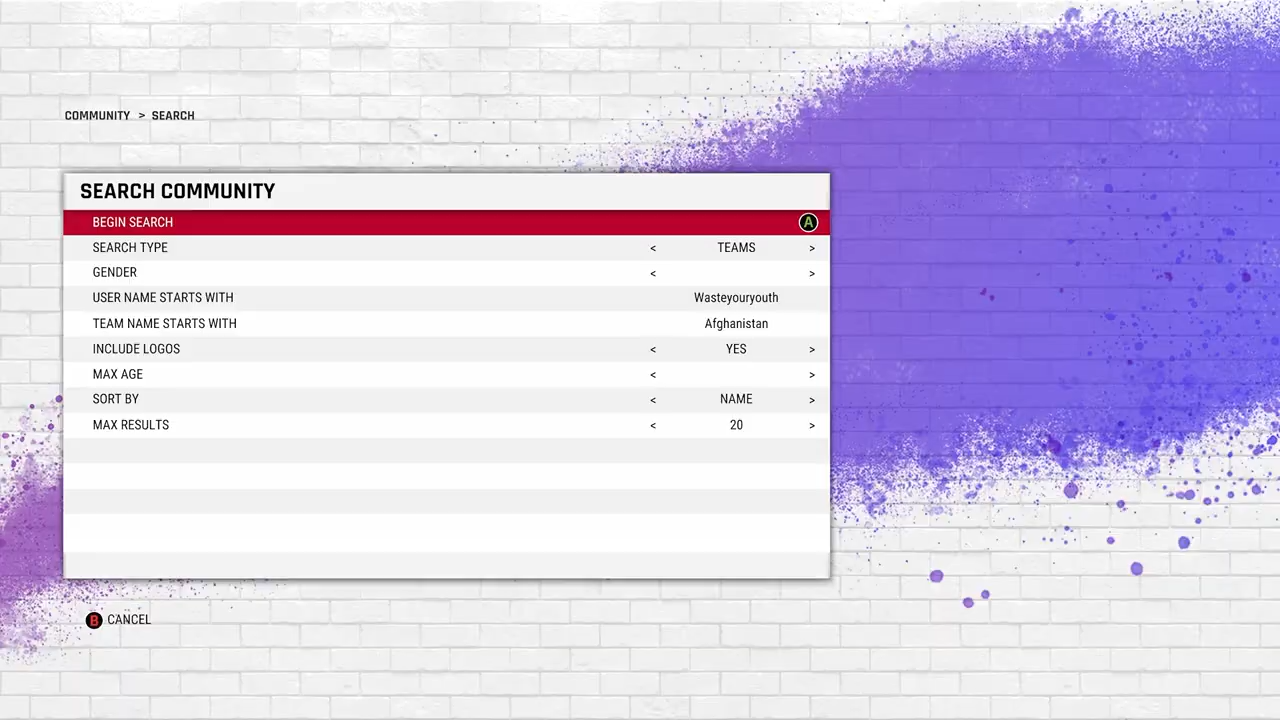 COMMUNITY > SEARCH
SEARCH COMMUNITY
BEGIN SEARCH A
SEARCH TYPE < TEAMS >
GENDER < >
USER NAME STARTS WITH Wasteyouryouth
TEAM NAME STARTS WITH Afghanistan
INCLUDE LOGOS < YES >
MAX AGE < >
SORT BY < NAME >
MAX RESULTS < 20 >
B CANCEL